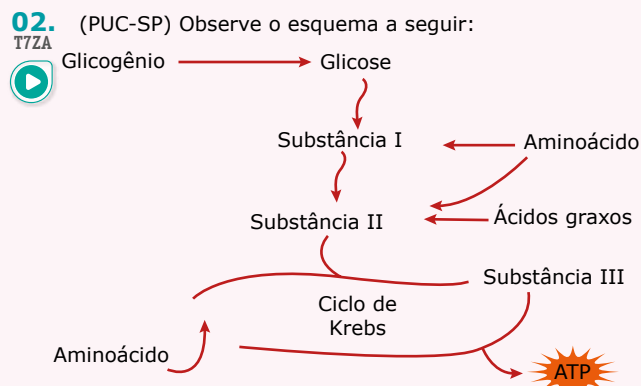 02. (PUC-SP) Observe o esquema a seguir:
T7ZA
Glicogênio Glicose
Substância I Aminoácido
Substância II Ácidos graxos
Substância III
Ciclo de
Krebs
Aminoácido
ATP